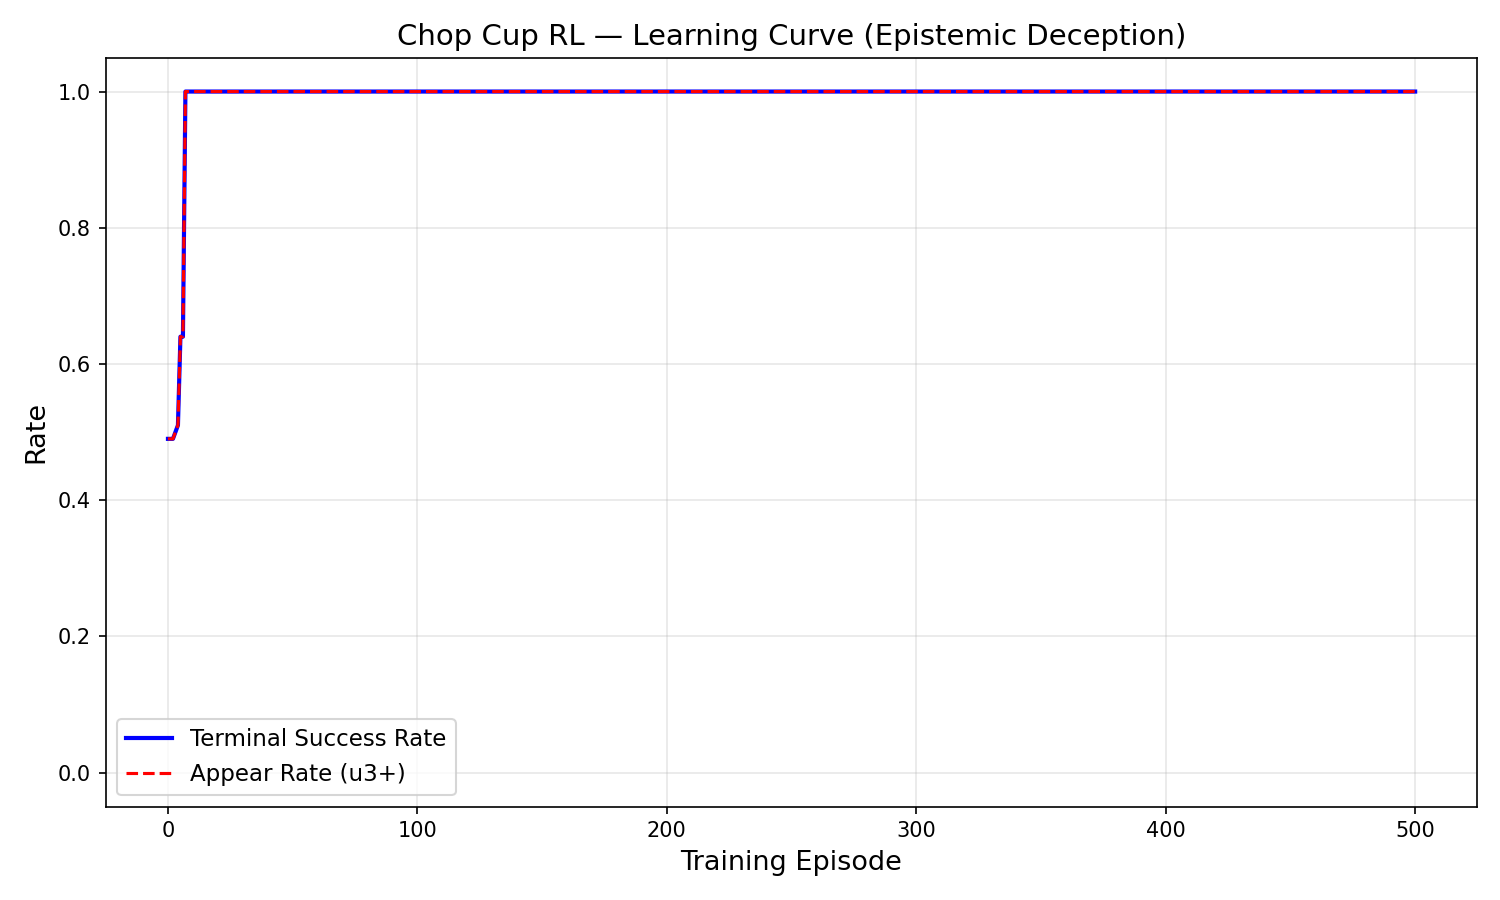 Chop Cup RL — Learning Curve (Epistemic Deception)
1.0
0.8
0.6
0.4
0.2
0.0
Rate
Terminal Success Rate
Appear Rate (u3+)
0 100 200 300 400 500
Training Episode